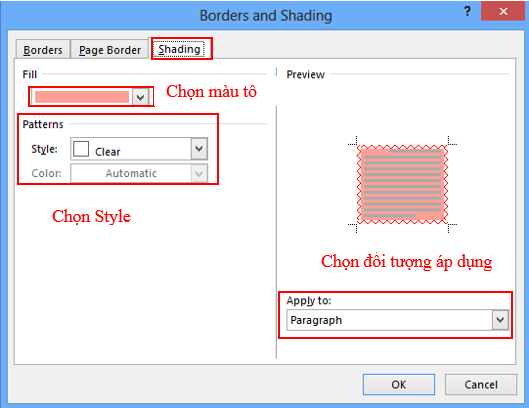 Borders and Shading
? X
Borders Page Border Shading
Fill
Chọn màu tô
Patterns
Style: Clear
Color: Automatic
Chọn Style
Preview
Chọn đối tượng áp dụng
Apply to:
Paragraph
OK Cancel